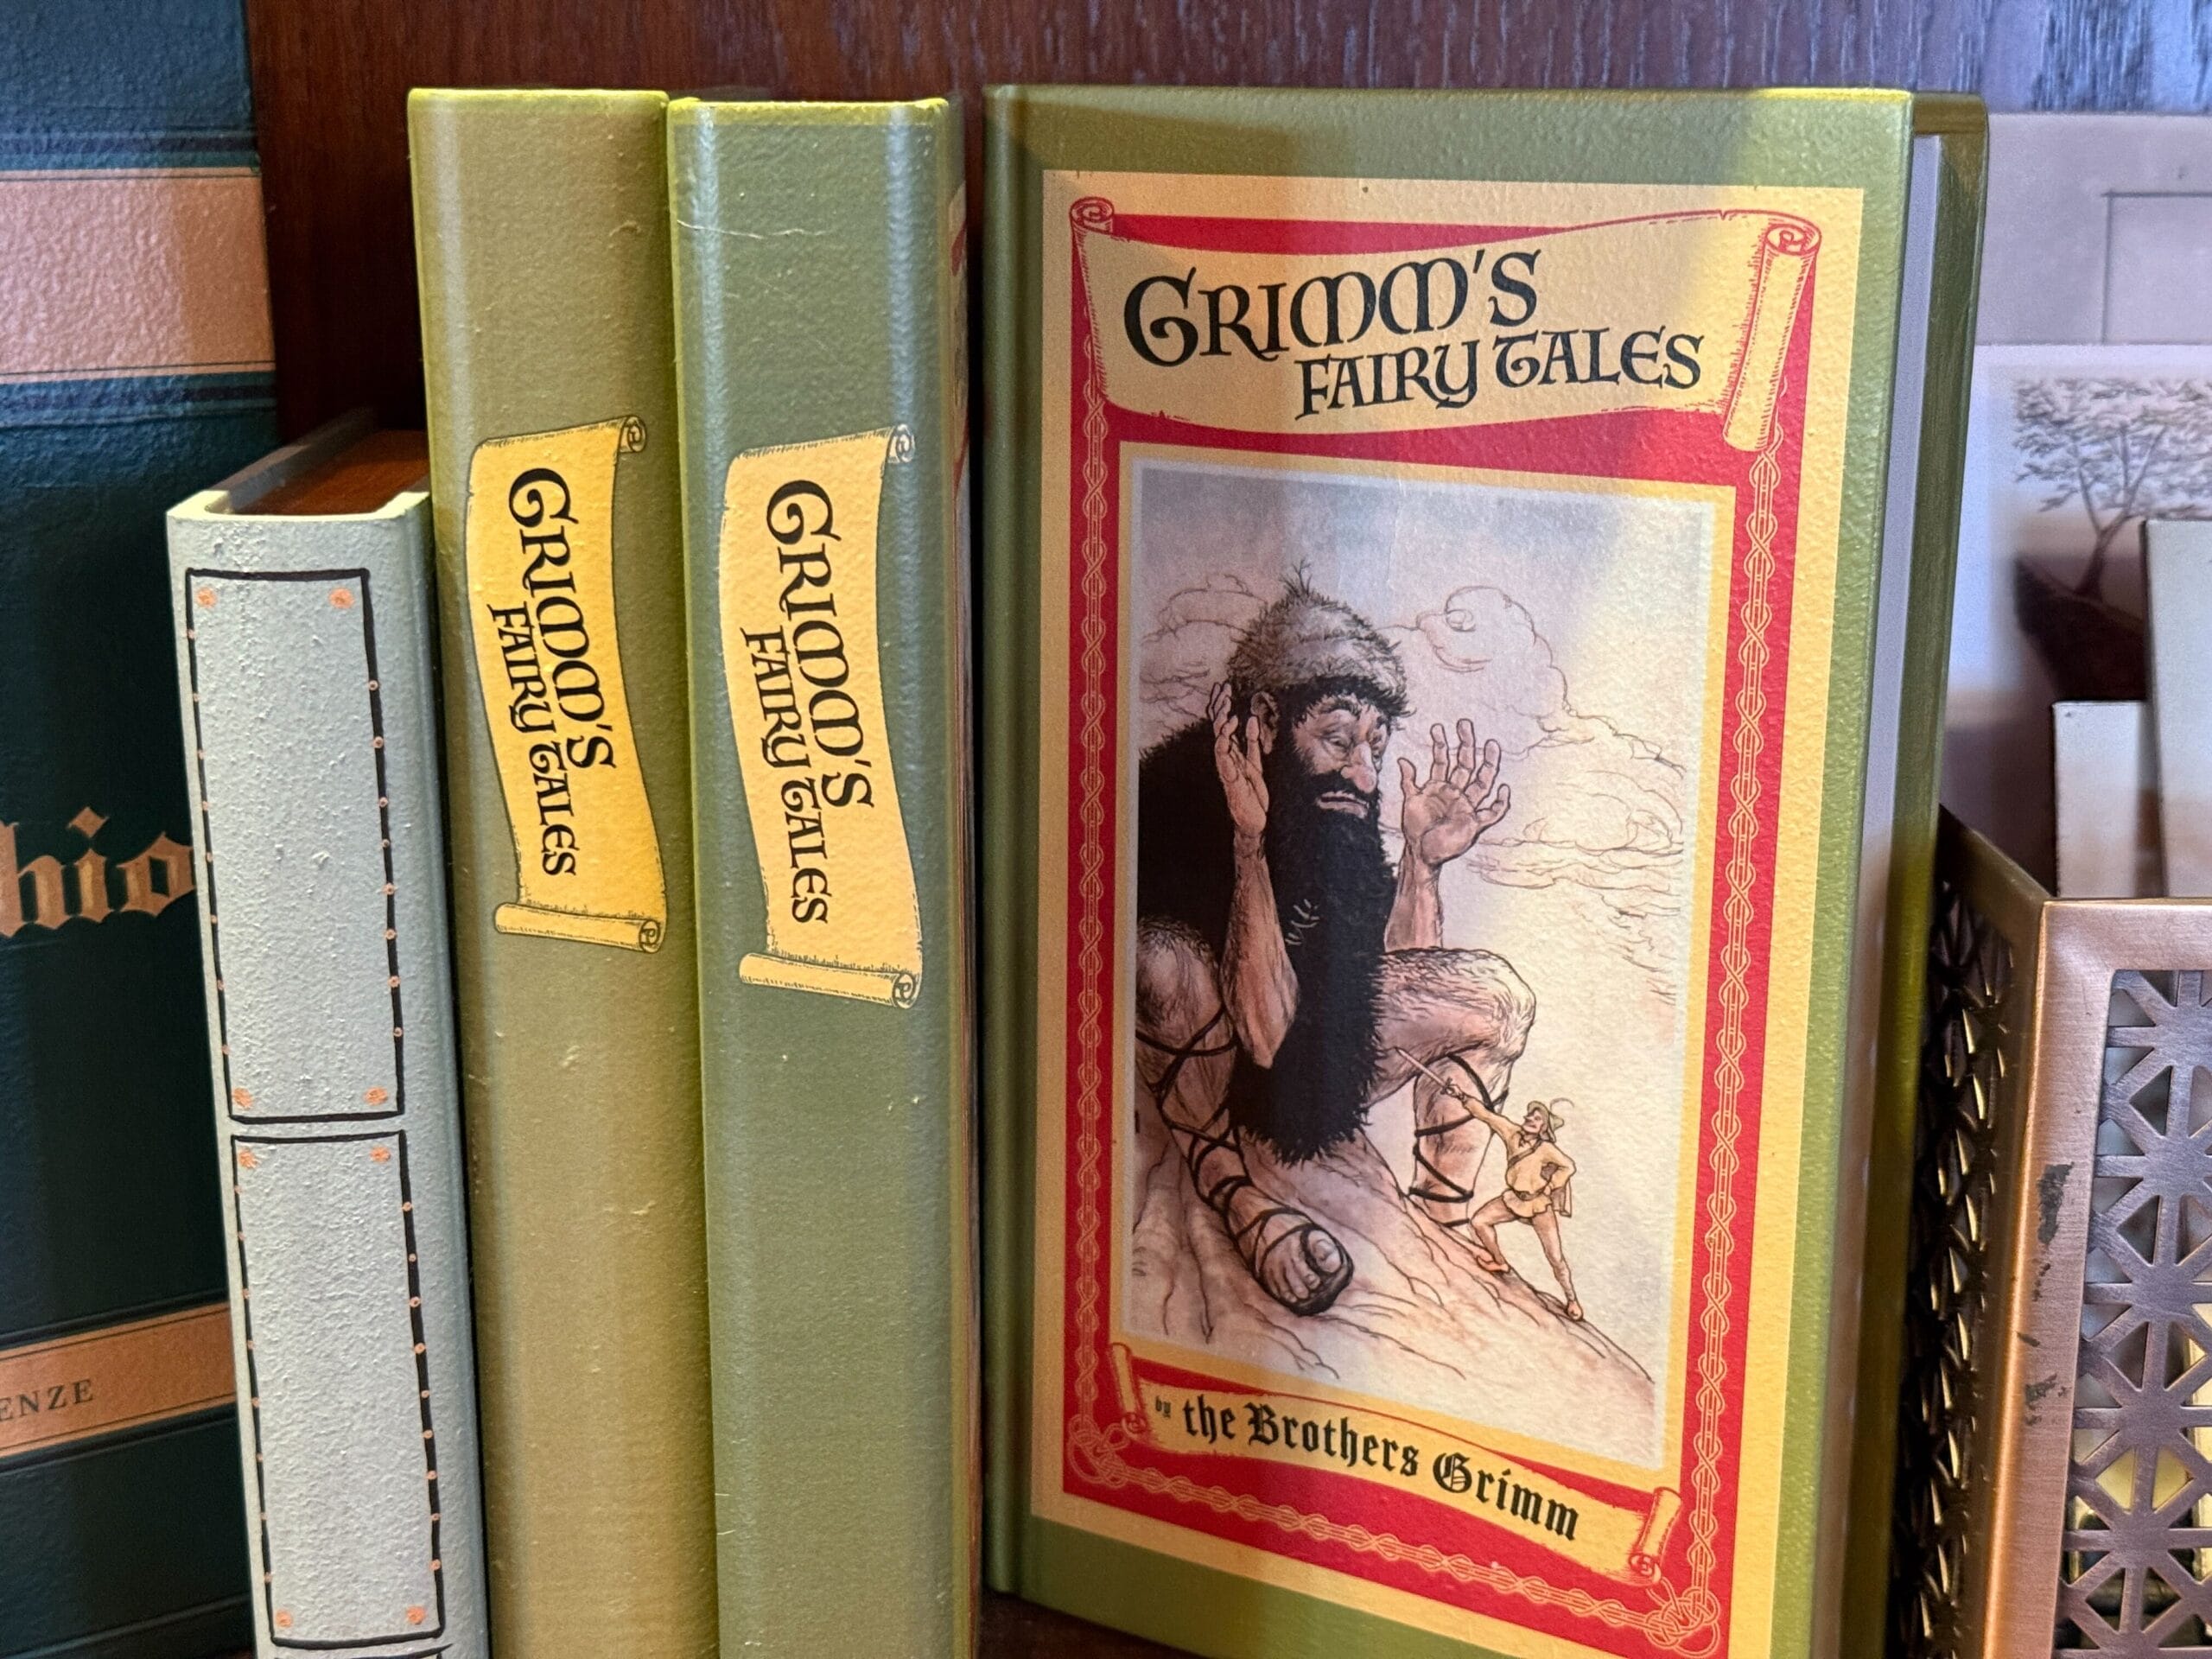 hio
ENZE
GRIMM'S
FAIRY TALES
GRIMM'S
FAIRY TALES
GRIMM'S
FAIRY TALES
by the Brothers Grimm